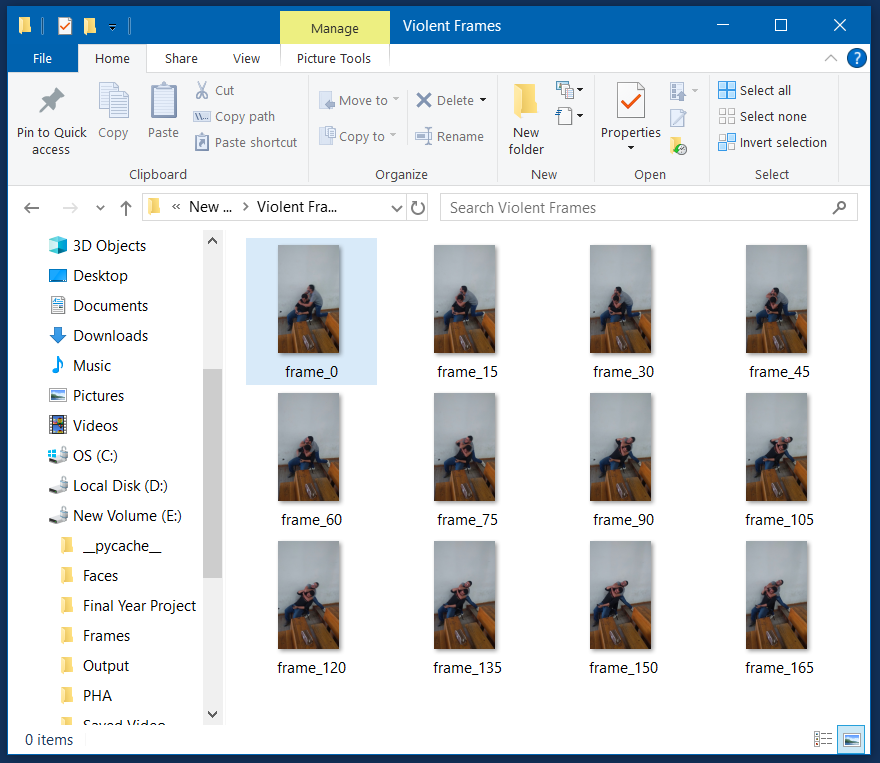 Manage
Violent Frames
File
Home
Share
View
Picture Tools
Pin to Quick
access
Copy
Paste
Cut
Copy path
Paste shortcut
Clipboard
Move to
Copy to
Delete
Rename
Organize
New
folder
New
Properties
Open
Select all
Select none
Invert selection
Select
« New ... > Violent Fra...
Search Violent Frames
3D Objects
Desktop
Documents
Downloads
Music
Pictures
Videos
OS (C:)
Local Disk (D:)
New Volume (E:)
__pycache__
Faces
Final Year Project
Frames
Output
PHA
Saved Video
frame_0
frame_15
frame_30
frame_45
frame_60
frame_75
frame_90
frame_105
frame_120
frame_135
frame_150
frame_165
0 items